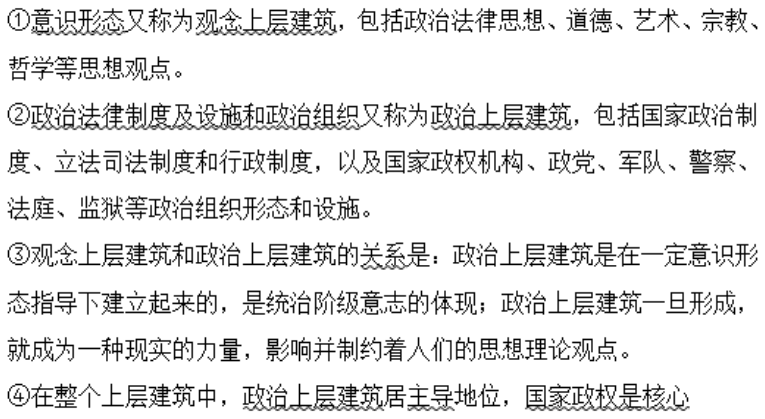 ①意识形态又称为观念上层建筑，包括政治法律思想、道德、艺术、宗教、
哲学等思想观点。
②政治法律制度及设施和政治组织又称为政治上层建筑，包括国家政治制
度、立法司法制度和行政制度，以及国家政权机构、政党、军队、警察、
法庭、监狱等政治组织形态和设施。
③观念上层建筑和政治上层建筑的关系是：政治上层建筑是在一定意识形
态指导下建立起来的，是统治阶级意志的体现；政治上层建筑一旦形成，
就成为一种现实的力量，影响并制约着人们的思想理论观点。
④在整个上层建筑中，政治上层建筑居主导地位，国家政权是核心